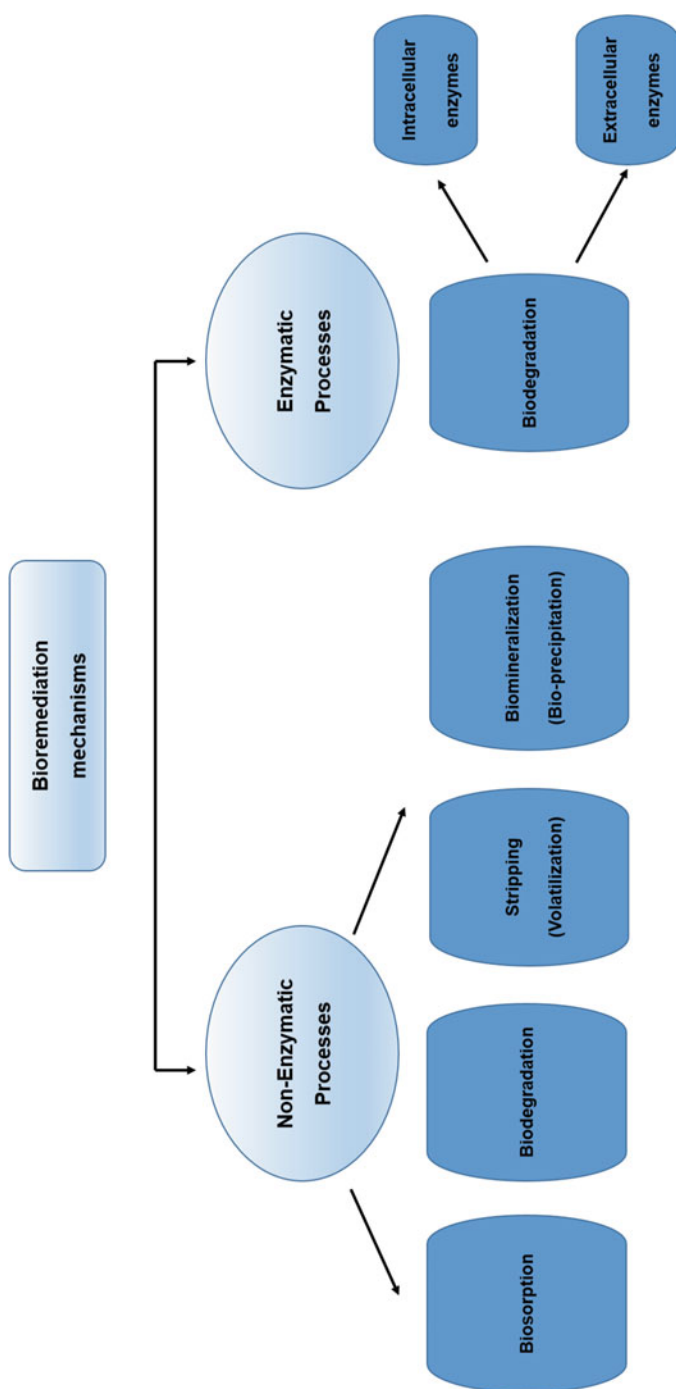 Bioremediation
mechanisms
Non-Enzymatic
Processes
Enzymatic
Processes
Biosorption
Biodegradation
Stripping
(Volatilization)
Biomineralization
(Bio-precipitation)
Biodegradation
Intracellular
enzymes
Extracellular
enzymes